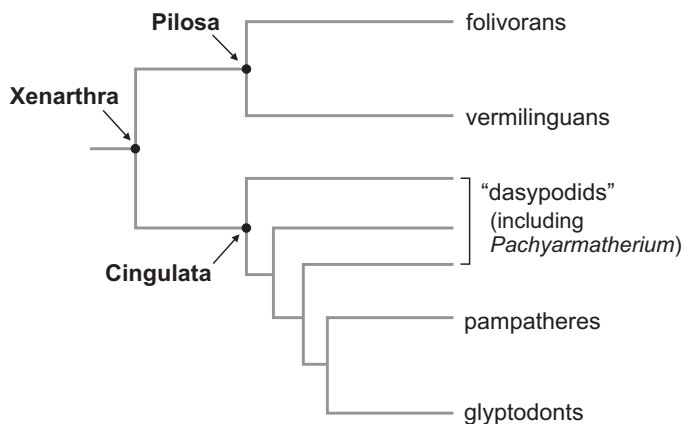 Pilosa
folivorans
Xenarthra
vermilinguans
“dasypodids”
(including
Pachyarmatherium)
Cingulata
pampatheres
glyptodonts